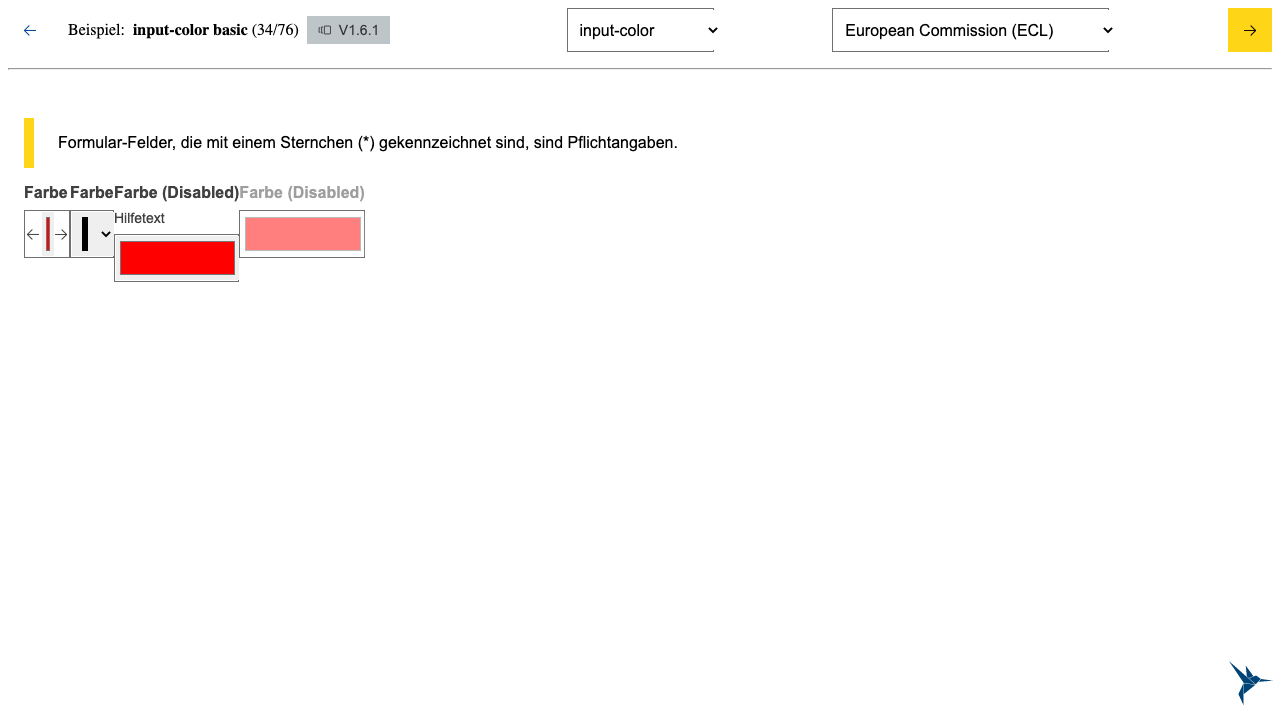 Beispiel: input-color basic (34/76) V1.6.1 input-color European Commission (ECL)
Formular-Felder, die mit einem Sternchen (*) gekennzeichnet sind, sind Pflichtangaben.
Farbe Farbe Farbe (Disabled) Farbe (Disabled)
Hilfetext